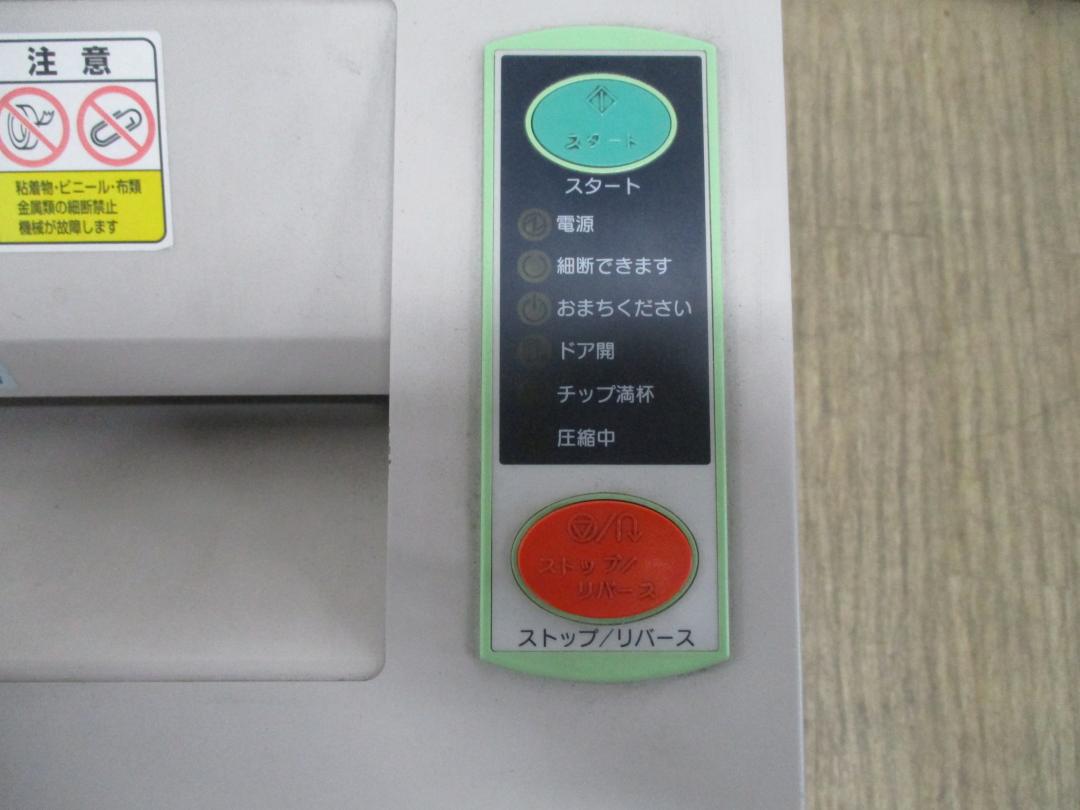 注意
粘着物・ビニール・布類
金属類の細断禁止
機械が故障します
スタート
スタート
電源
細断できます
おまちください
ドア開
チップ満杯
圧縮中
ストップ/
リバース
ストップ/リバース